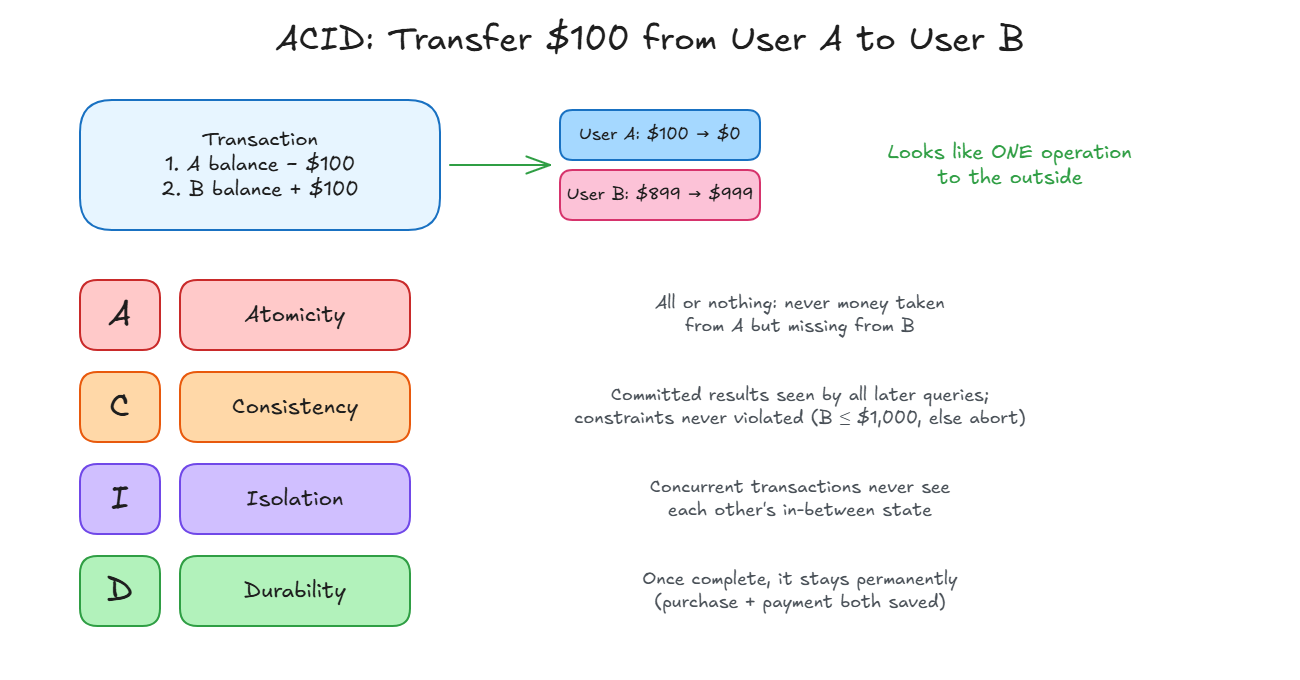 ACID: Transfer $100 from User A to User B
Transaction
1. A balance − $100
2. B balance + $100
User A: $100 → $0
User B: $899 → $999
Looks like ONE operation
to the outside
A
Atomicity
All or nothing: never money taken
from A but missing from B
C
Consistency
Committed results seen by all later queries;
constraints never violated (B ≤ $1,000, else abort)
I
Isolation
Concurrent transactions never see
each other's in-between state
D
Durability
Once complete, it stays permanently
(purchase + payment both saved)